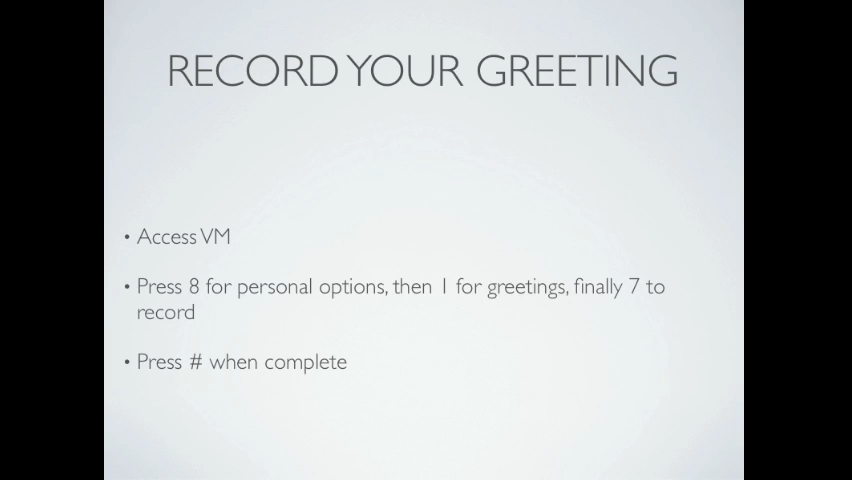 RECORD YOUR GREETING
• Access VM
• Press 8 for personal options, then 1 for greetings, finally 7 to
record
• Press # when complete